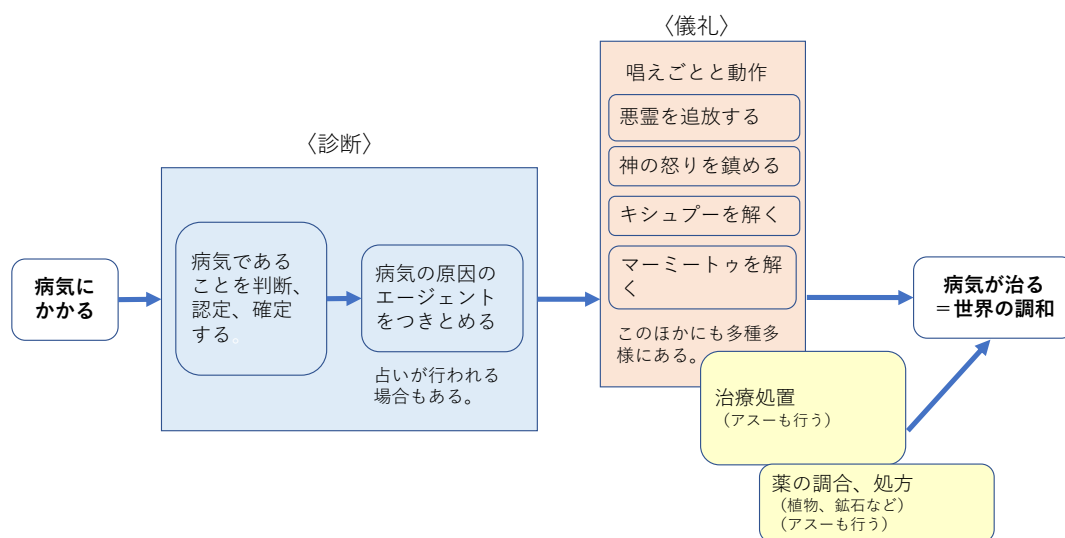 病気に
かかる
〈診断〉
病気である
ことを判断、
認定、確定
する。
病気の原因の
エージェント
をつきとめる
占いが行われる
場合もある。
〈儀礼〉
唱えごとと動作
悪霊を追放する
神の怒りを鎮める
キシュプーを解く
マーミートゥを解
く
このほかにも多種多
様にある。
治療処置
（アスーも行う）
薬の調合、処方
（植物、鉱石など）
（アスーも行う）
病気が治る
＝世界の調和